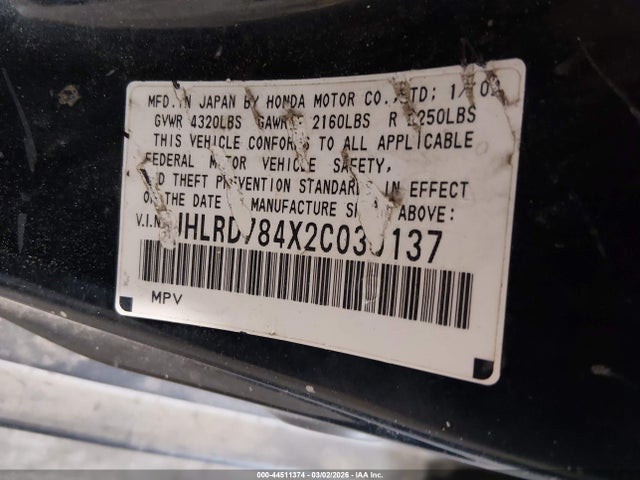 MFD. IN JAPAN BY HONDA MOTOR CO., LTD; 1/02
GVWR 4320LBS GAWR F 2160LBS R 2250LBS
THIS VEHICLE CONFORMS TO ALL APPLICABLE
FEDERAL MOTOR VEHICLE SAFETY,
AND THEFT PREVENTION STANDARDS IN EFFECT
ON THE DATE OF MANUFACTURE SHOWN ABOVE:
V.I.N.
MPV
000-44511374 | 03/02/2026 - IAA Inc.